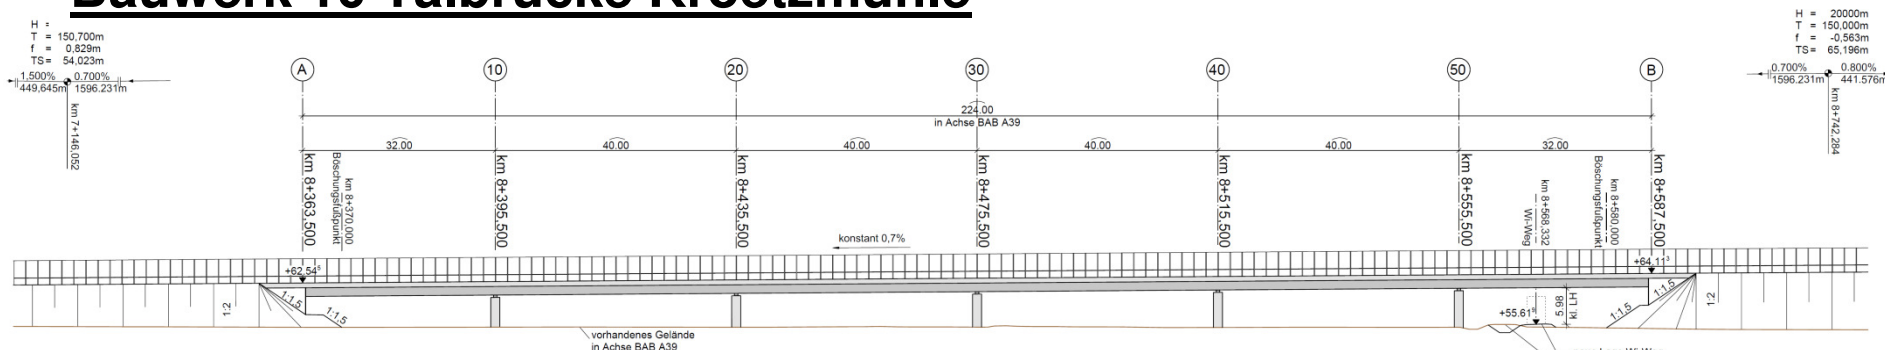 Bauwerk 10 Talbrücke Kroetzmühle
H =
T = 150,700m
f = 0,829m
TS= 54,023m
1,500% 0.700%
449,645m 1596.231m
km 7+146,052
H = 20000m
T = 150,000m
f = -0,563m
TS= 65,196m
0.700% 0.800%
1596.231m 441.576m
km 8+742,284
A 10 20 30 40 50 B
224.00
in Achse BAB A39
32.00 40.00 40.00 40.00 40.00 32.00
km 8+363,500
Böschungsfußpunkt
km 8+370,000
km 8+395,500
km 8+435,500
km 8+475,500
km 8+515,500
km 8+555,500
Wi-Weg
km 8+568,332
Böschungsfußpunkt
km 8+580,000
km 8+587,500
konstant 0,7%
+62.54⁵
+64.11³
1:2
1:1,5
1:1,5
5.98
kl. LH
+55.61⁹
1:1,5
1:1,5
1:2
vorhandenes Gelände
in Achse BAB A39